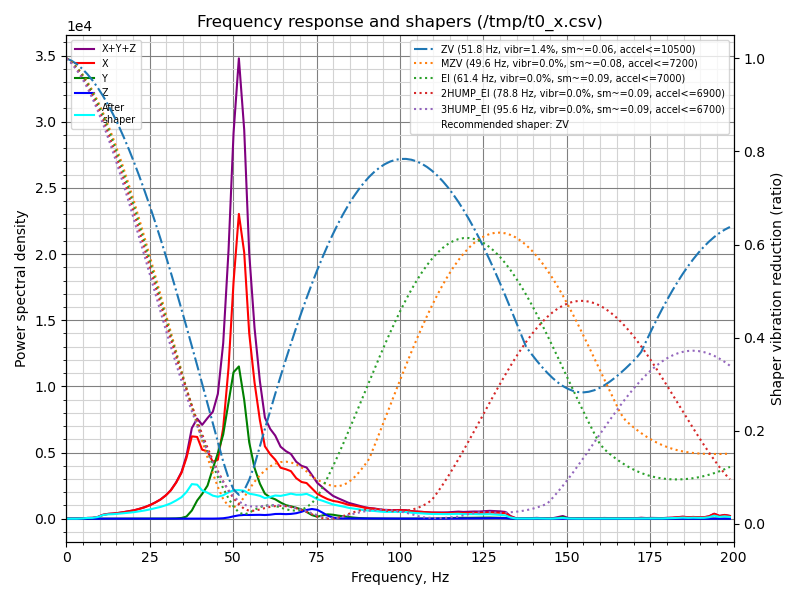 Frequency response and shapers (/tmp/t0_x.csv)
1e4
X+Y+Z
X
Y
Z
After
shaper
ZV (51.8 Hz, vibr=1.4%, sm~=0.06, accel<=10500)
MZV (49.6 Hz, vibr=0.0%, sm~=0.08, accel<=7200)
EI (61.4 Hz, vibr=0.0%, sm~=0.09, accel<=7000)
2HUMP_EI (78.8 Hz, vibr=0.0%, sm~=0.09, accel<=6900)
3HUMP_EI (95.6 Hz, vibr=0.0%, sm~=0.09, accel<=6700)
Recommended shaper: ZV
Power spectral density
3.5
3.0
2.5
2.0
1.5
1.0
0.5
0.0
1.0
0.8
0.6
0.4
0.2
0.0
Shaper vibration reduction (ratio)
0 25 50 75 100 125 150 175 200
Frequency, Hz